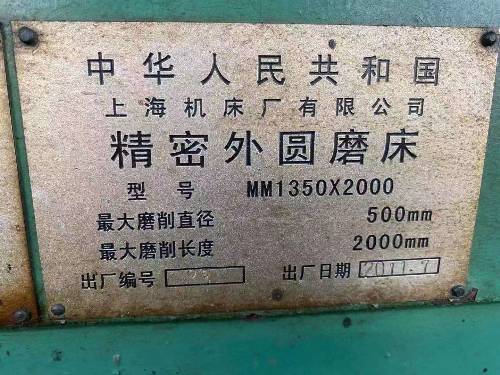 中华人民共和国
上海机床厂有限公司
精密外圆磨床
型号 MM1350X2000
最大磨削直径 500mm
最大磨削长度 2000mm
出厂编号 出厂日期 2011.7